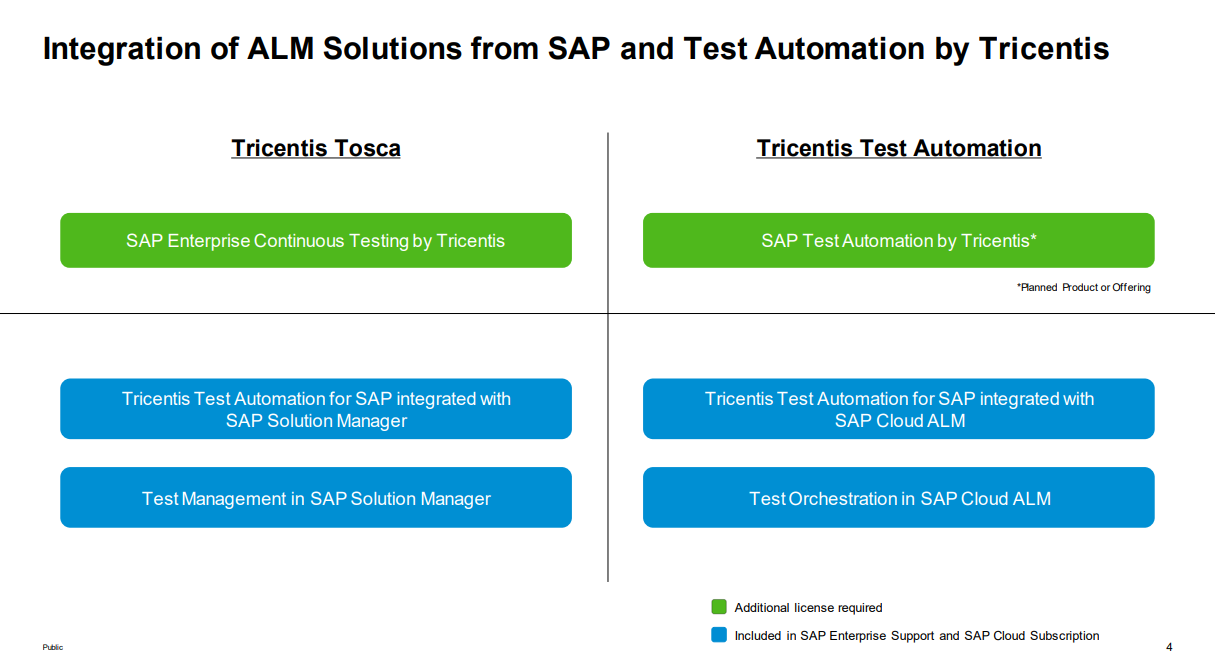 Integration of ALM Solutions from SAP and Test Automation by Tricentis
Tricentis Tosca
Tricentis Test Automation
SAP Enterprise Continuous Testing by Tricentis
SAP Test Automation by Tricentis*
*Planned Product or Offering
Tricentis Test Automation for SAP integrated with
SAP Solution Manager
Tricentis Test Automation for SAP integrated with
SAP Cloud ALM
Test Management in SAP Solution Manager
Test Orchestration in SAP Cloud ALM
Additional license required
Included in SAP Enterprise Support and SAP Cloud Subscription
Public
4